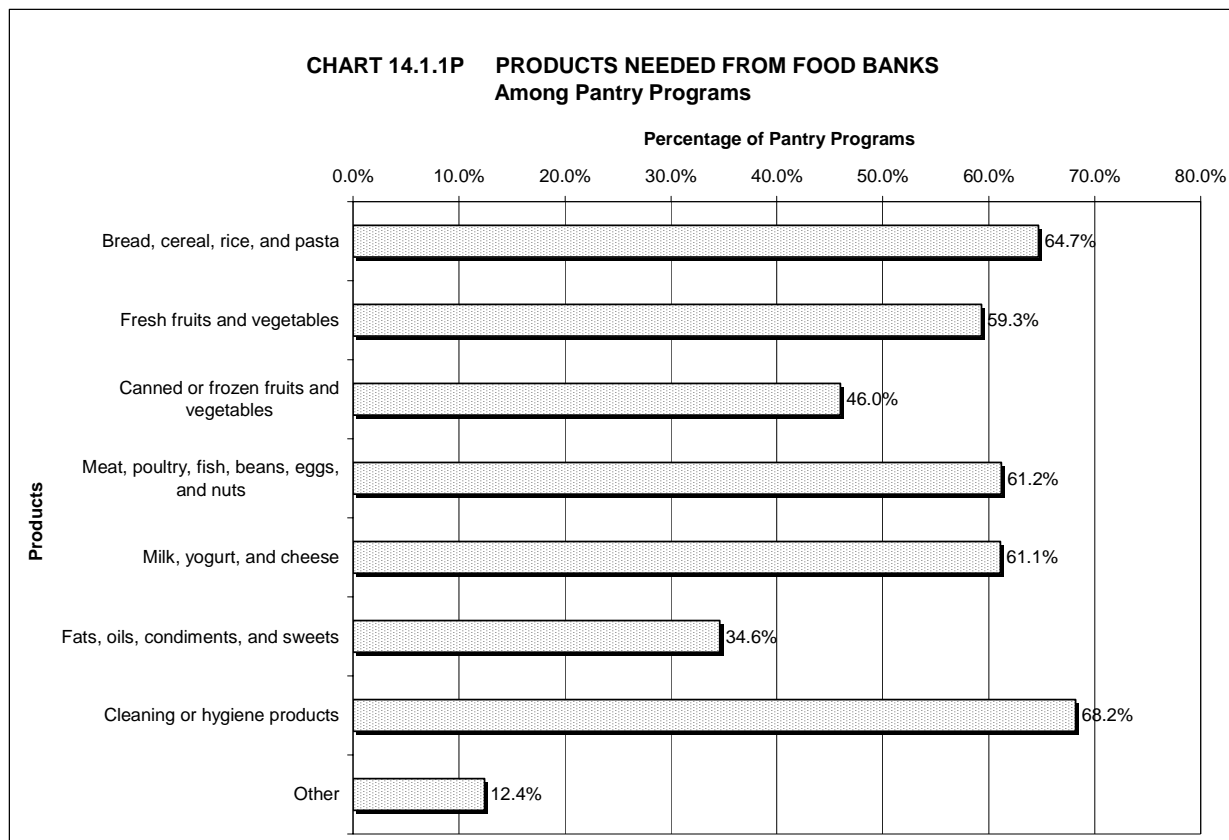 CHART 14.1.1P PRODUCTS NEEDED FROM FOOD BANKS
Among Pantry Programs
Percentage of Pantry Programs
0.0% 10.0% 20.0% 30.0% 40.0% 50.0% 60.0% 70.0% 80.0%
Products
Bread, cereal, rice, and pasta 64.7%
Fresh fruits and vegetables 59.3%
Canned or frozen fruits and
vegetables 46.0%
Meat, poultry, fish, beans, eggs,
and nuts 61.2%
Milk, yogurt, and cheese 61.1%
Fats, oils, condiments, and sweets 34.6%
Cleaning or hygiene products 68.2%
Other 12.4%